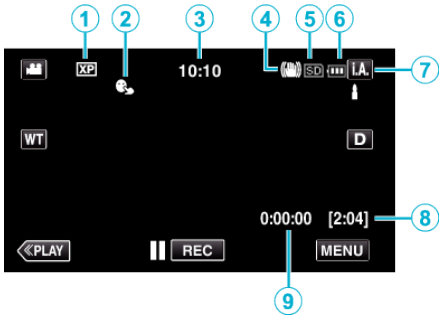 1 2 3 4 5 6
XP 10:10 SD i.A. 7
WT D
0:00:00 [2:04] 8
≪PLAY REC MENU
9